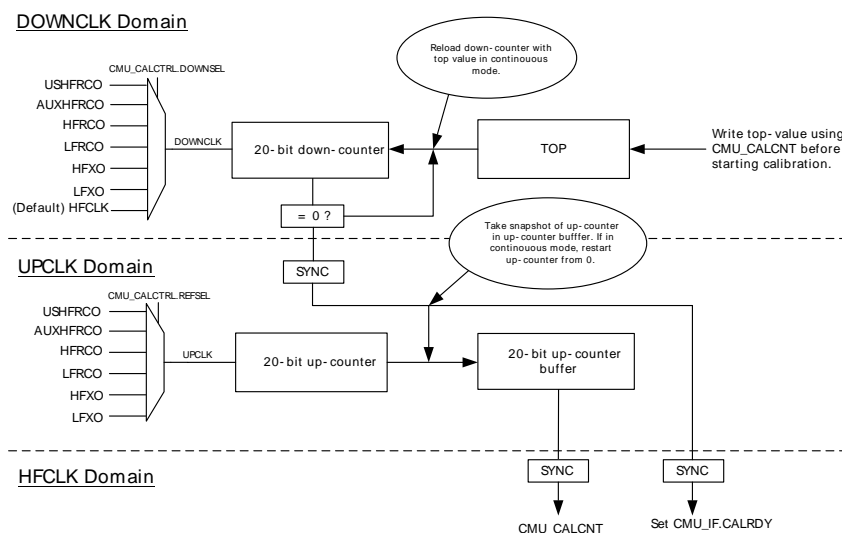 DOWNCLK Domain
CMU_CALCTRL.DOWNSEL
USHFRCO
AUXHFRCO
HFRCO
LFRCO
HFXO
LFXO
(Default) HFCLK
DOWNCLK
20-bit down-counter
Reload down-counter with
top value in continouous
mode.
TOP
Write top-value using
CMU_CALCNT before
starting calibration.
= 0 ?
SYNC
Take snapshot of up-counter
in up-counter bufffer. If in
continouous mode, restart
up-counter from 0.
UPCLK Domain
CMU_CALCTRL.REFSEL
USHFRCO
AUXHFRCO
HFRCO
LFRCO
HFXO
LFXO
UPCLK
20-bit up-counter
20-bit up-counter
buffer
HFCLK Domain
SYNC
SYNC
CMU_CALCNT
Set CMU_IF.CALRDY